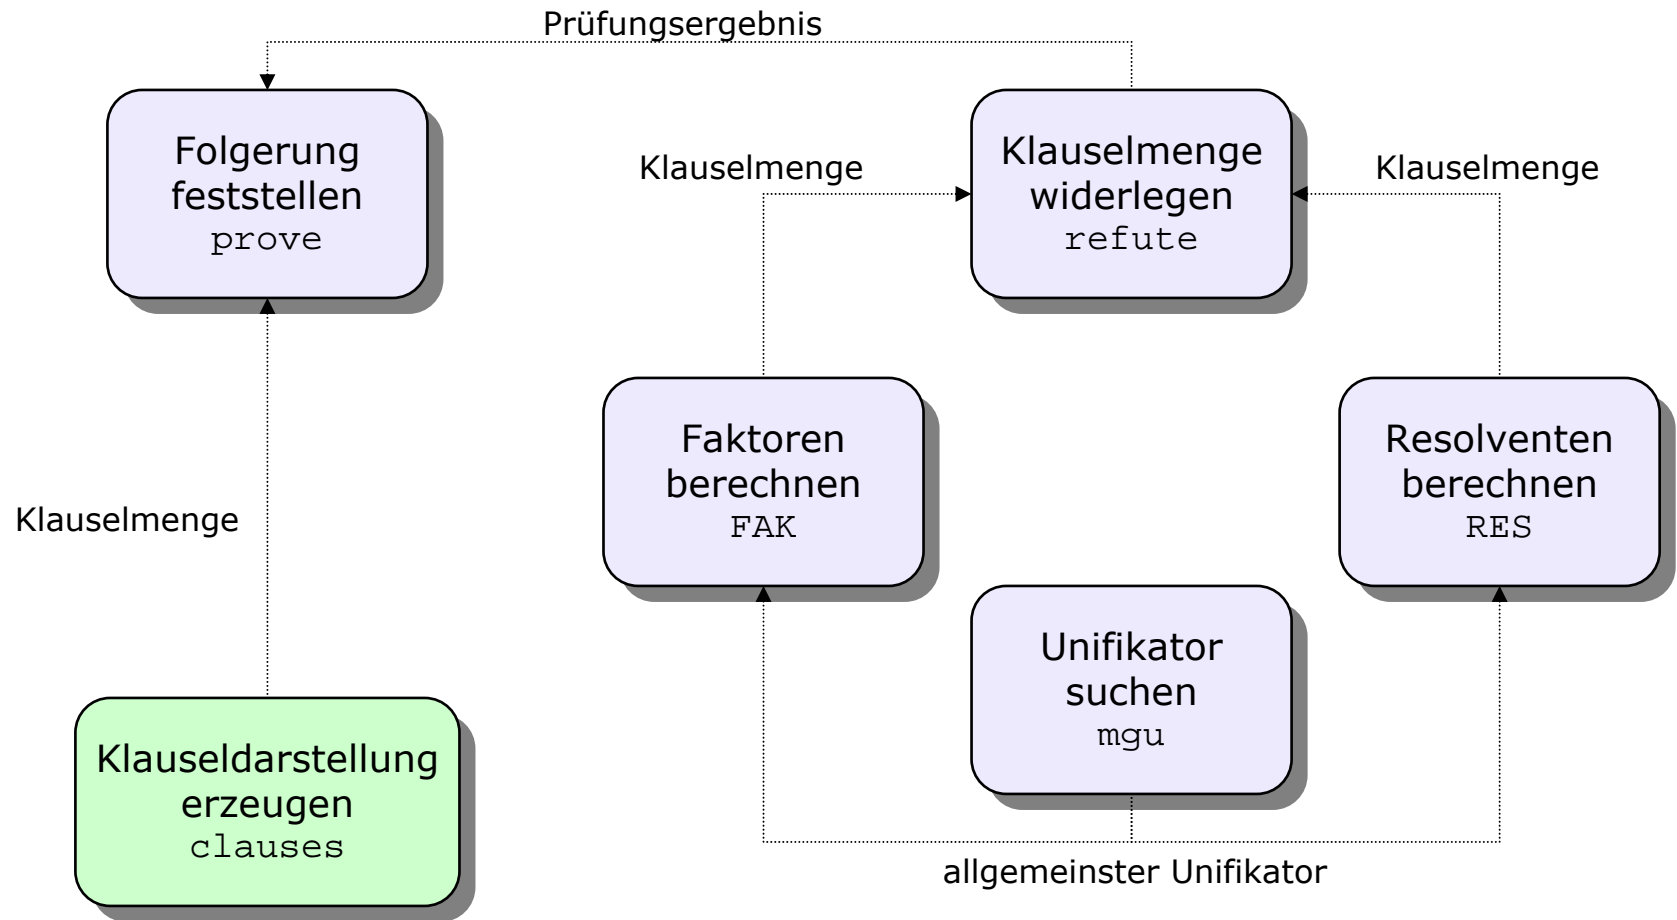 Prüfungsergebnis
Folgerung
feststellen
prove
Klauselmenge
Klauselmenge
widerlegen
refute
Klauselmenge
Faktoren
berechnen
FAK
Resolventen
berechnen
RES
Klauselmenge
Unifikator
suchen
mgu
Klauseldarstellung
erzeugen
clauses
allgemeinster Unifikator